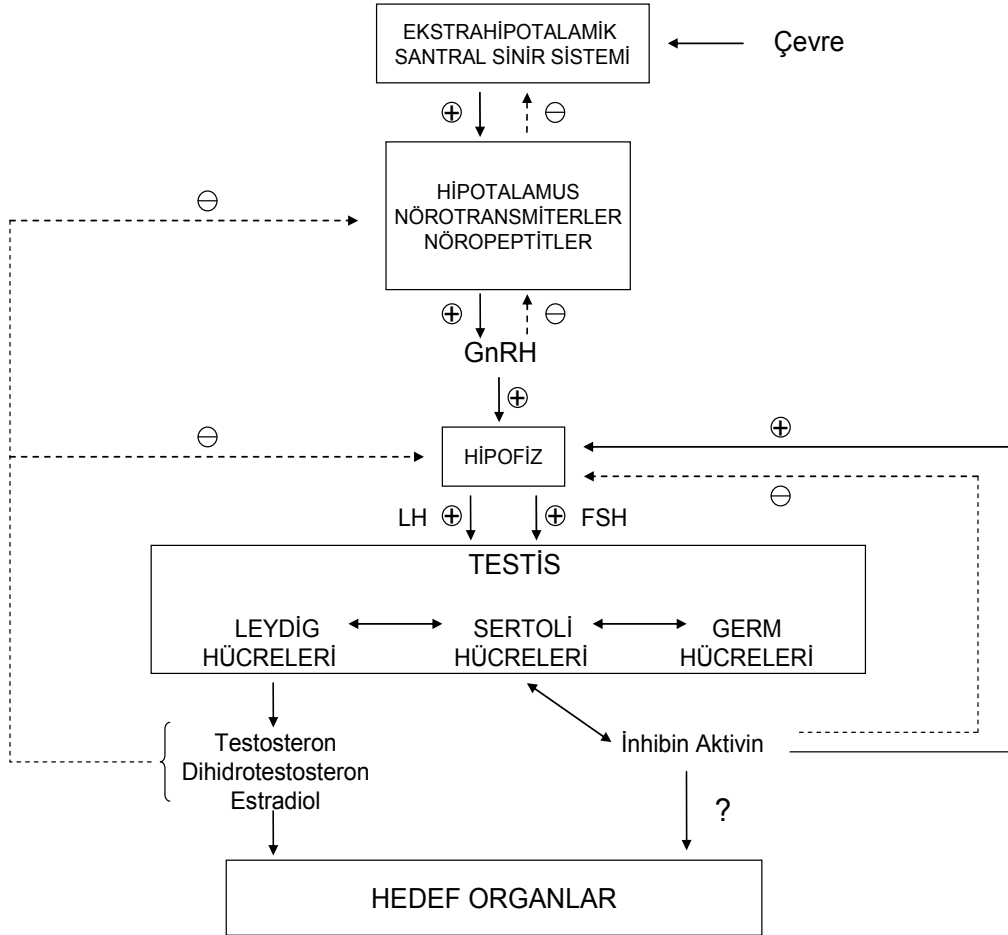 EKSTRAHİPOTALAMİK
SANTRAL SİNİR SİSTEMİ
Çevre
HİPOTALAMUS
NÖROTRANSMİTERLER
NÖROPEPTİTLER
GnRH
HİPOFİZ
LH
FSH
TESTİS
LEYDİG
HÜCRELERİ
SERTOLİ
HÜCRELERİ
GERM
HÜCRELERİ
Testosteron
Dihidrotestosteron
Estradiol
İnhibin Aktivin
?
HEDEF ORGANLAR